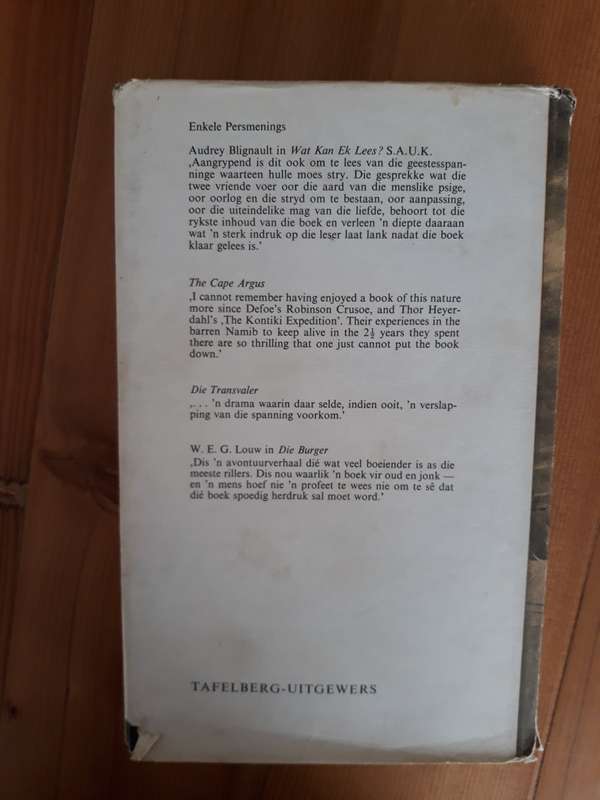 Enkele Persmenings
Audrey Blignault in Wat Kan Ek Lees? S.A.U.K.
‚Aangrypend is dit ook om te lees van die geestesspan-
ninge waarteen hulle moes stry. Die gesprekke wat die
twee vriende voer oor die aard van die menslike psige,
oor oorlog en die stryd om te bestaan, oor aanpassing,
oor die uiteindelike mag van die liefde, behoort tot die
rykste inhoud van die boek en verleen 'n diepte daaraan
wat 'n sterk indruk op die leser laat lank nadat die boek
klaar gelees is.'
The Cape Argus
‚I cannot remember having enjoyed a book of this nature
more since Defoe's Robinson Crusoe, and Thor Heyer-
dahl's ‚The Kontiki Expedition'. Their experiences in the
barren Namib to keep alive in the 2½ years they spent
there are so thrilling that one just cannot put the book
down.'
Die Transvaler
‚. . . 'n drama waarin daar selde, indien ooit, 'n verslap-
ping van die spanning voorkom.'
W. E. G. Louw in Die Burger
‚Dis 'n avontuurverhaal dié wat veel boeiender is as die
meeste rillers. Dis nou waarlik 'n boek vir oud en jonk —
en 'n mens hoef nie 'n profeet te wees nie om te sê dat
dié boek spoedig herdruk sal moet word.'
TAFELBERG-UITGEWERS